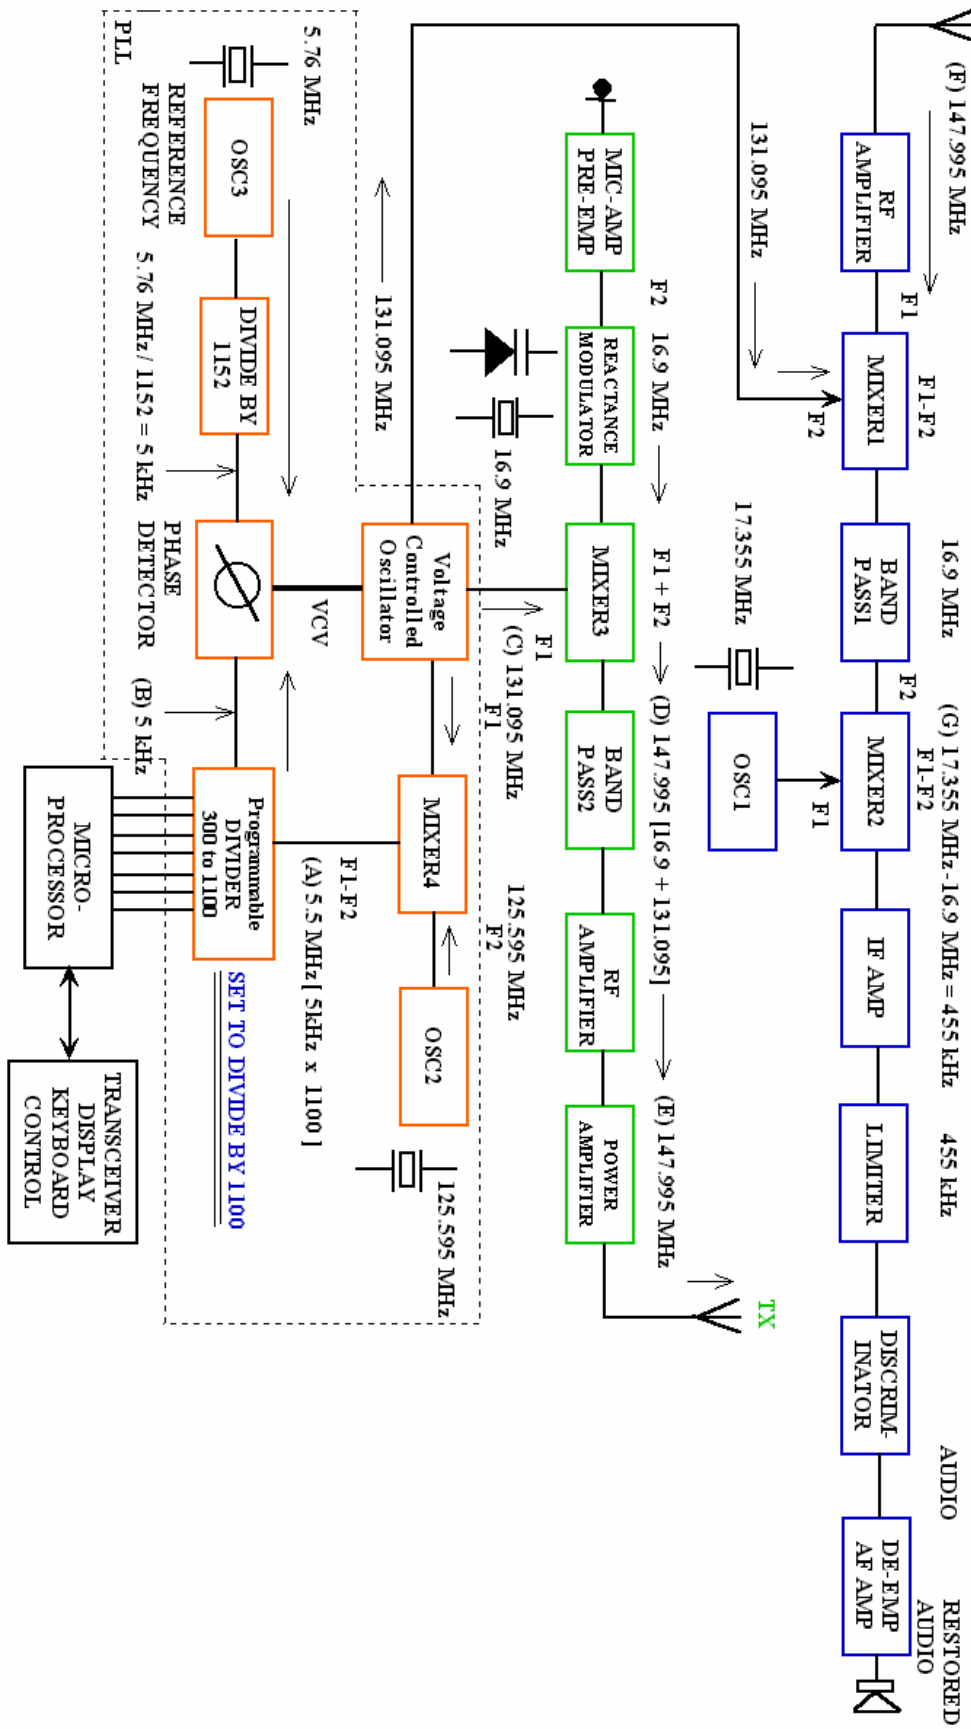 (F) 147.995 MHz
F1
F1-F2
16.9 MHz
F2
(G) 17.355 MHz - 16.9 MHz = 455 kHz
F1-F2
455 kHz
AUDIO
RESTORED
AUDIO
RF
AMPLIFIER
MIXER1
BAND
PASS1
MIXER2
IF AMP
LIMITER
DISCRIM-
INATOR
DE-EMP
AF AMP
F2
F1
131.095 MHz
17.355 MHz
OSC1
TX
F2
16.9 MHz
F1 + F2
(D) 147.995 [16.9 + 131.095]
(E) 147.995 MHz
MIC-AMP
PRE-EMP
REACTANCE
MODULATOR
MIXER3
BAND
PASS2
RF
AMPLIFIER
POWER
AMPLIFIER
16.9 MHz
F1
(C) 131.095 MHz
F1
125.595 MHz
F2
131.095 MHz
Voltage
Controlled
Oscillator
MIXER4
OSC2
125.595 MHz
VCV
F1-F2
(A) 5.5 MHz [ 5kHz x 1100 ]
5.76 MHz
OSC3
DIVIDE BY
1152
Programmable
DIVIDER
300 to 1100
SET TO DIVIDE BY 1100
REFERENCE
FREQUENCY
5.76 MHz / 1152 = 5 kHz
PHASE
DETECTOR
(B) 5 kHz
PLL
MICRO-
PROCESSOR
TRANSCEIVER
DISPLAY
KEYBOARD
CONTROL